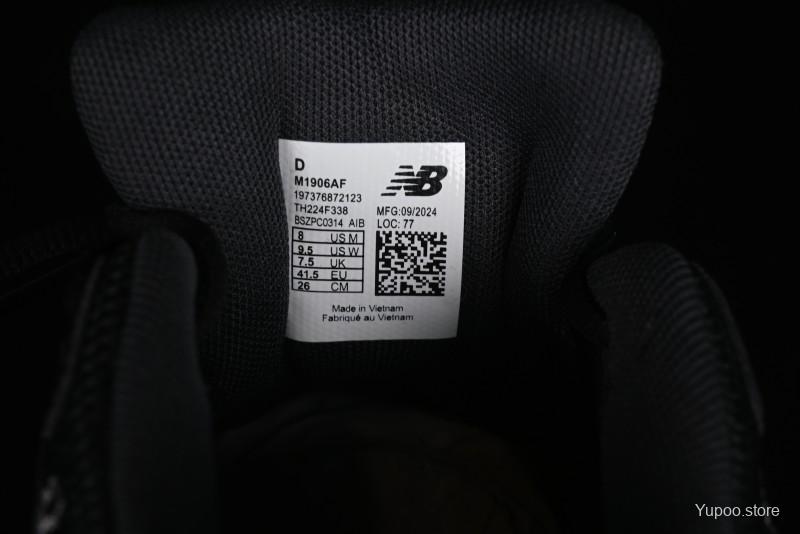 D
M1906AF
NB
197376872123
TH224F338
MFG:09/2024
BSZPC0314 AIB
LOC: 77
8 US M
9.5 US W
7.5 UK
41.5 EU
26 CM
Made in Vietnam
Fabriqué au Vietnam
Yupoo.store